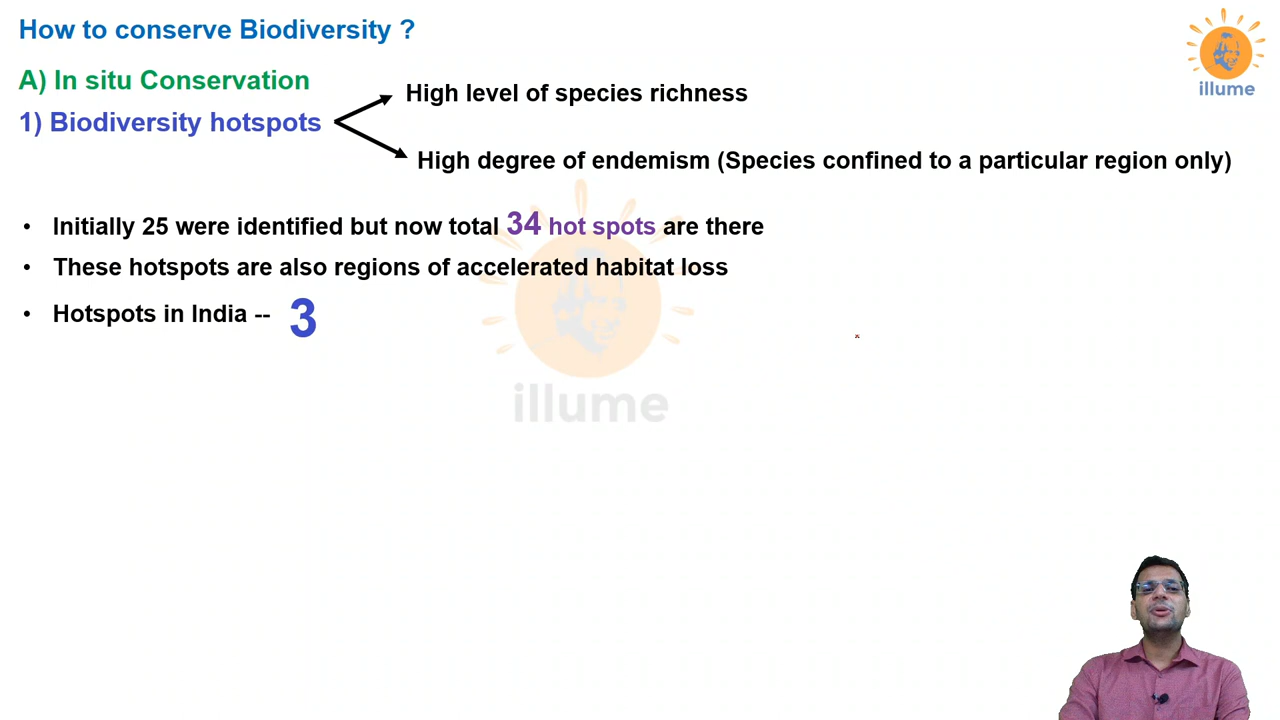 How to conserve Biodiversity ?
illume
A) In situ Conservation
High level of species richness
1) Biodiversity hotspots
High degree of endemism (Species confined to a particular region only)
• Initially 25 were identified but now total 34 hot spots are there
• These hotspots are also regions of accelerated habitat loss
• Hotspots in India -- 3
illume